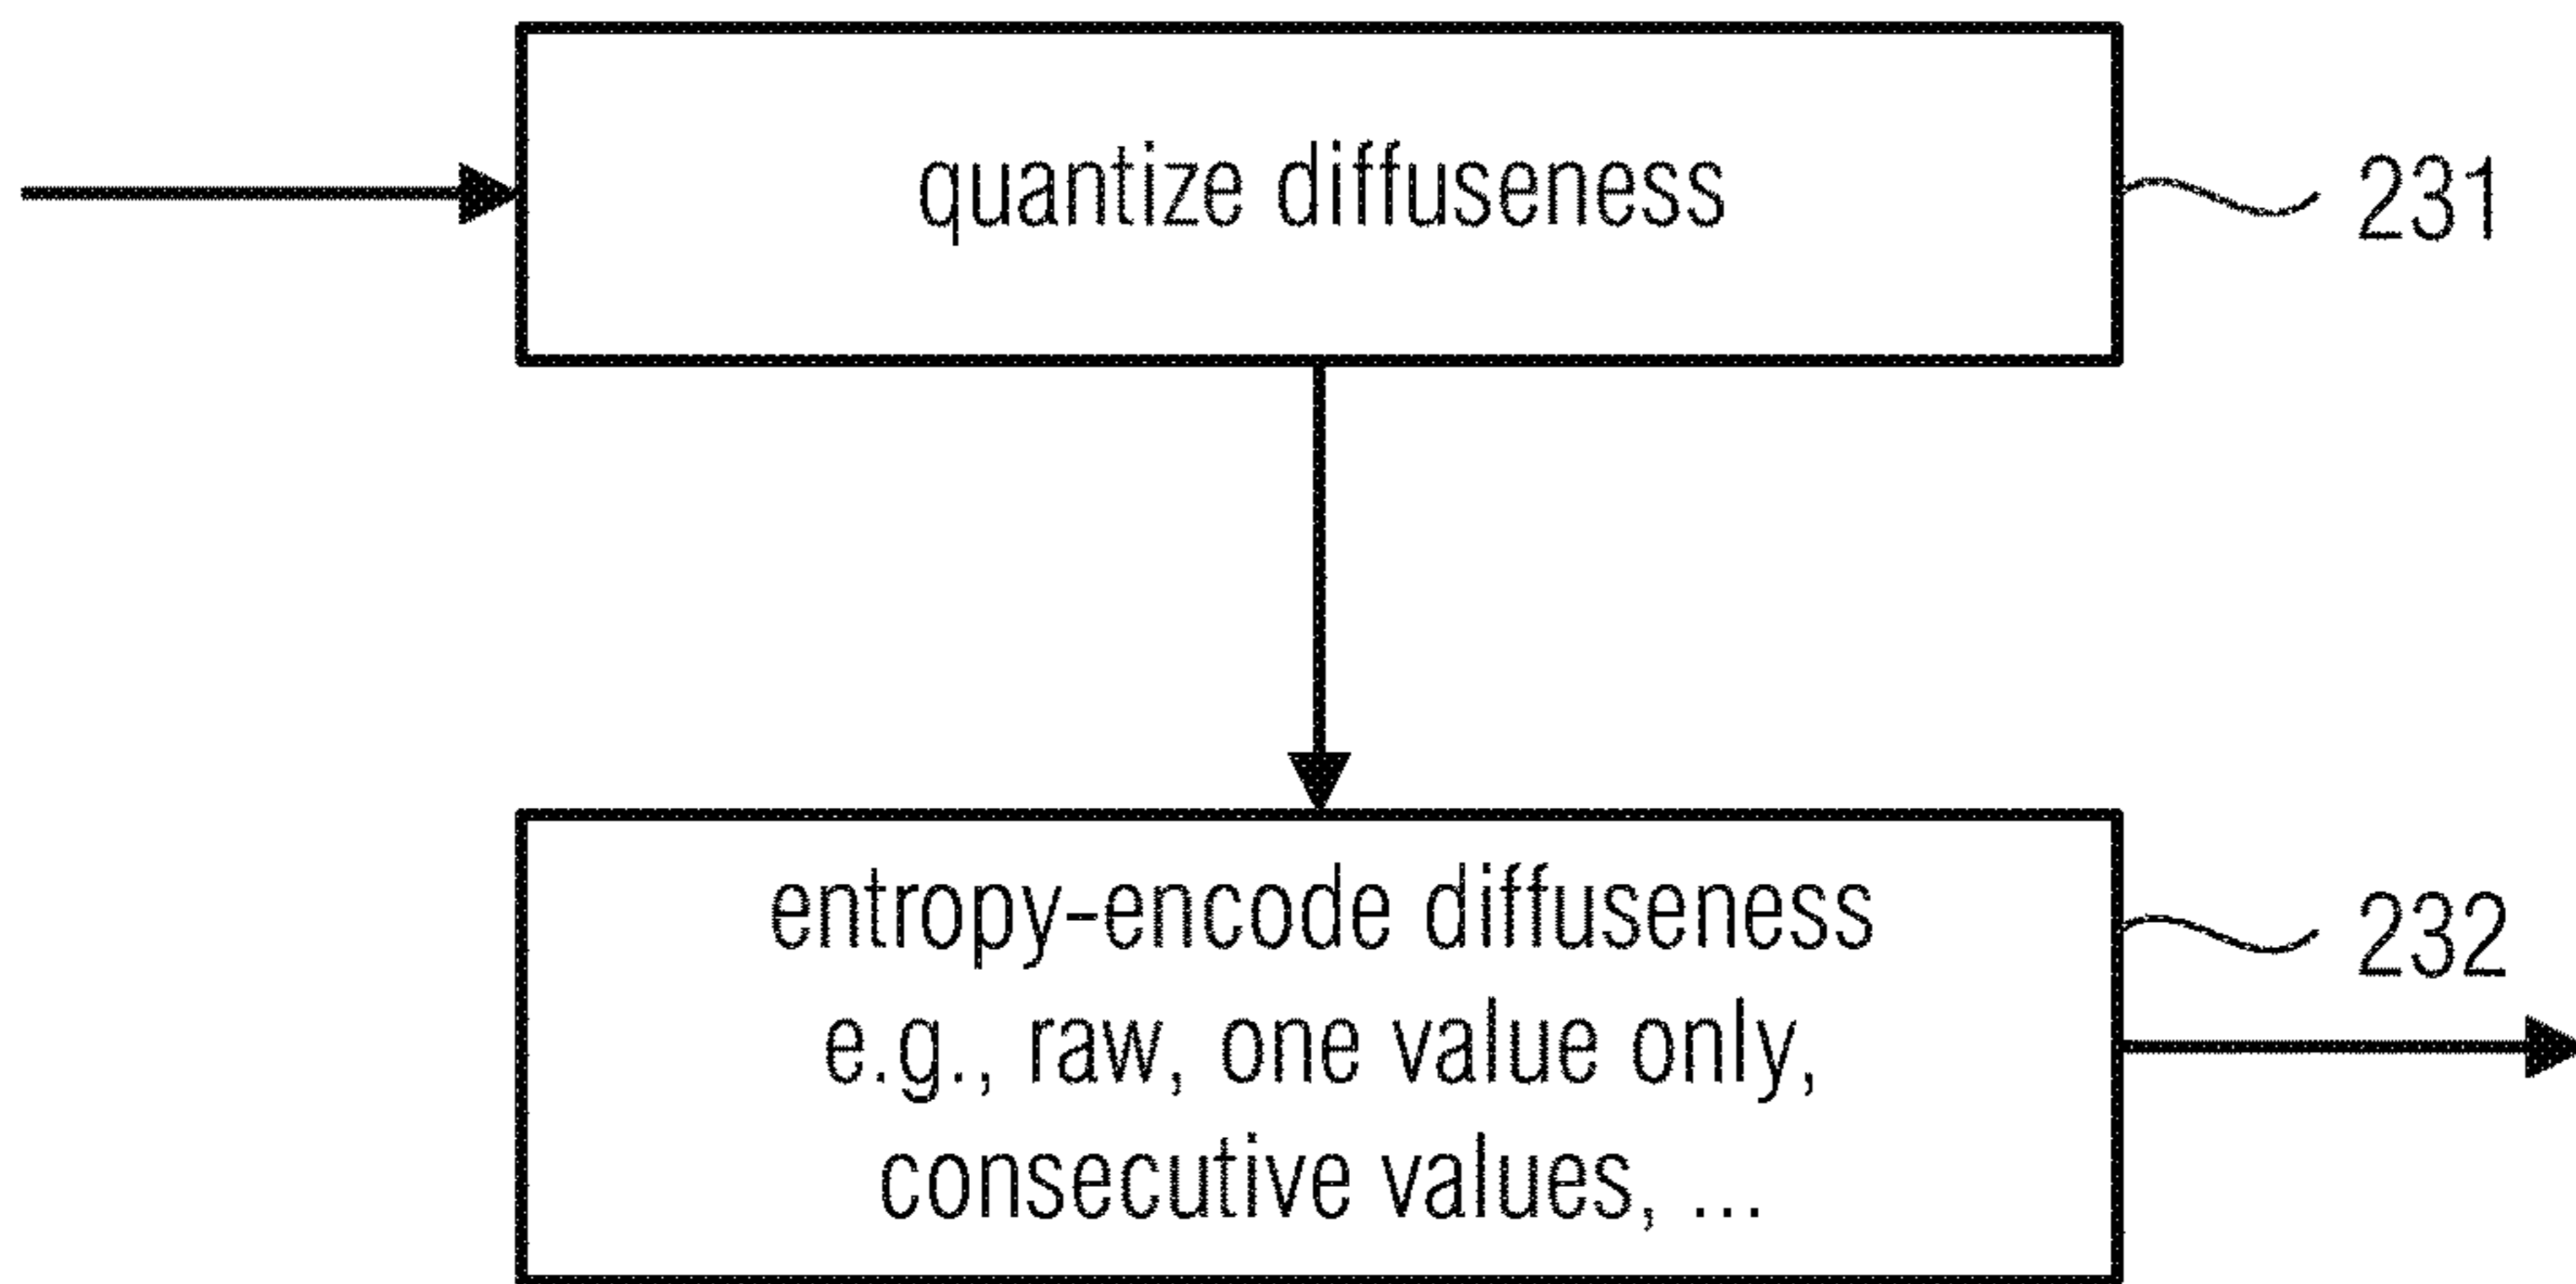 quantize diffuseness
231
entropy-encode diffuseness
232
e.g., raw, one value only,
consecutive values, ...